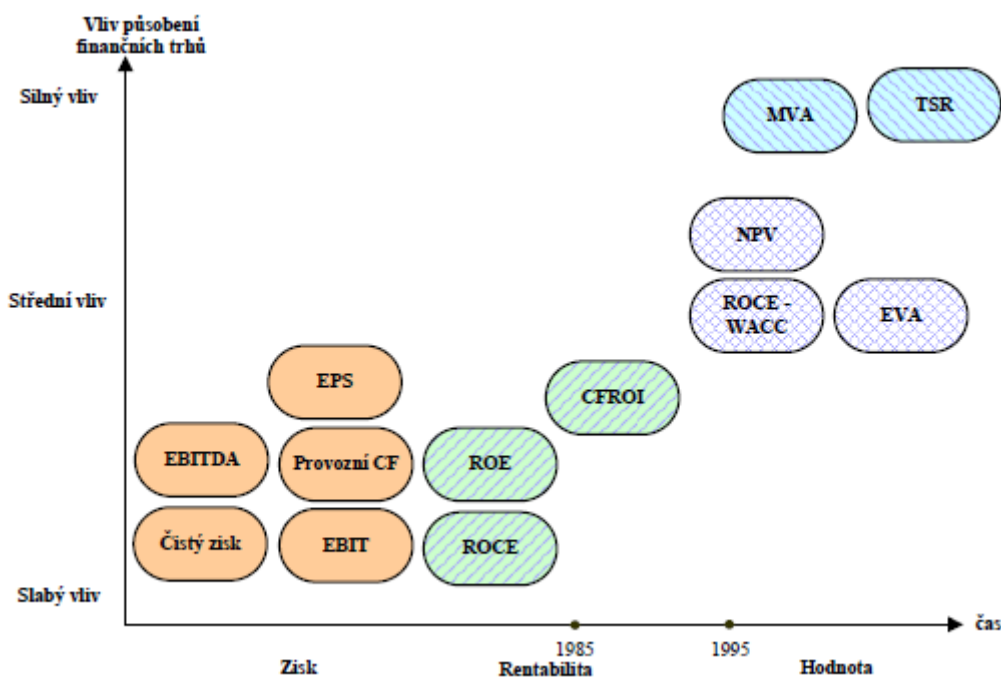 Vliv působení
finančních trhů
Silný vliv
MVA
TSR
NPV
Střední vliv
ROCE -
WACC
EVA
EPS
CFROI
EBITDA
Provozní CF
ROE
Čistý zisk
EBIT
ROCE
Slabý vliv
čas
1985
1995
Zisk
Rentabilita
Hodnota